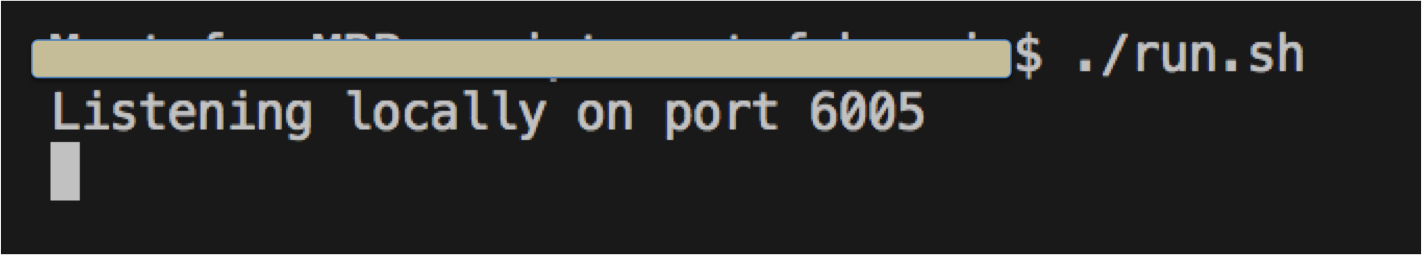 $ ./run.sh
Listening locally on port 6005